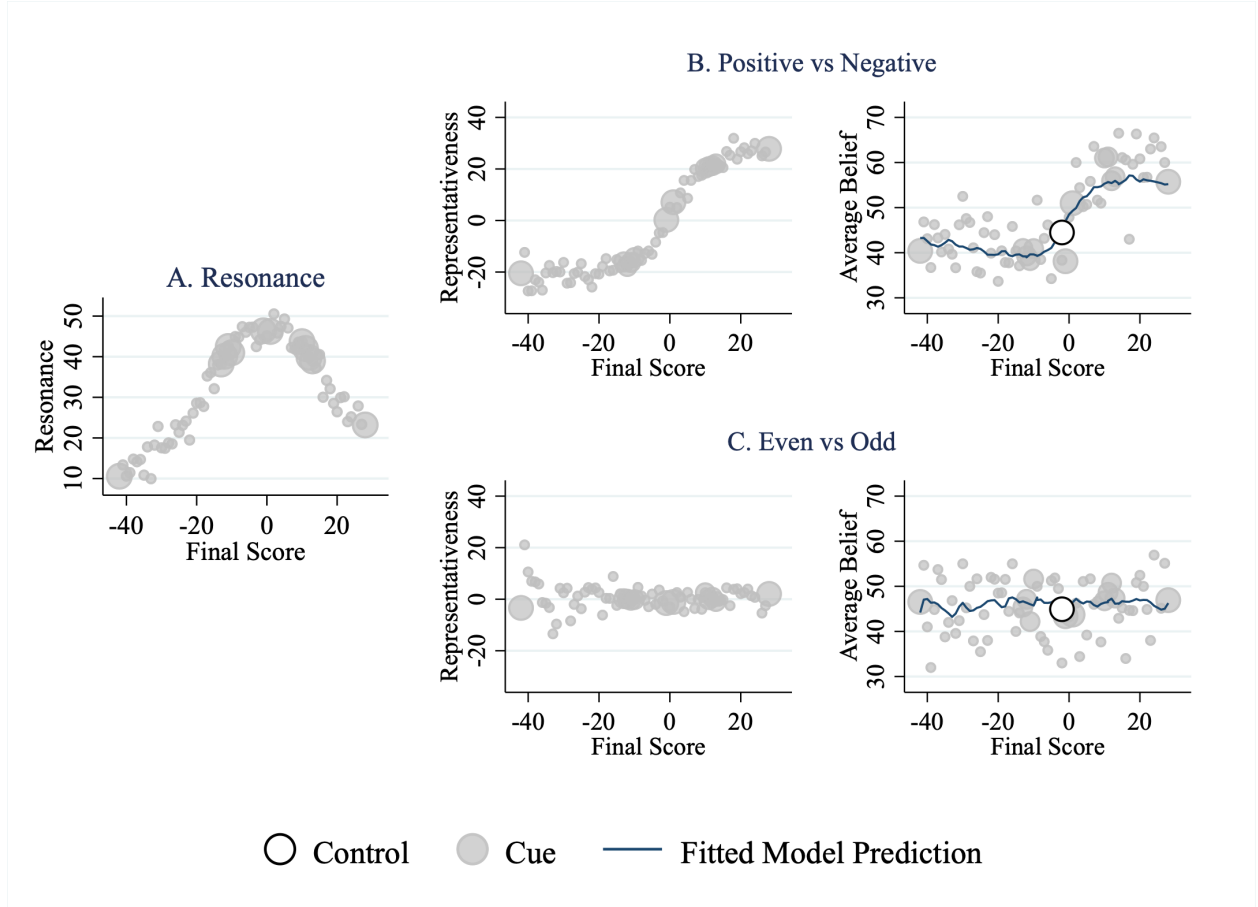 B. Positive vs Negative
A. Resonance
Resonance
50
40
30
20
10
-40 -20 0 20
Final Score
Representativeness
40
20
0
-20
-40 -20 0 20
Final Score
Average Belief
70
60
50
40
30
-40 -20 0 20
Final Score
C. Even vs Odd
Representativeness
40
20
0
-20
-40 -20 0 20
Final Score
Average Belief
70
60
50
40
30
-40 -20 0 20
Final Score
Control Cue Fitted Model Prediction